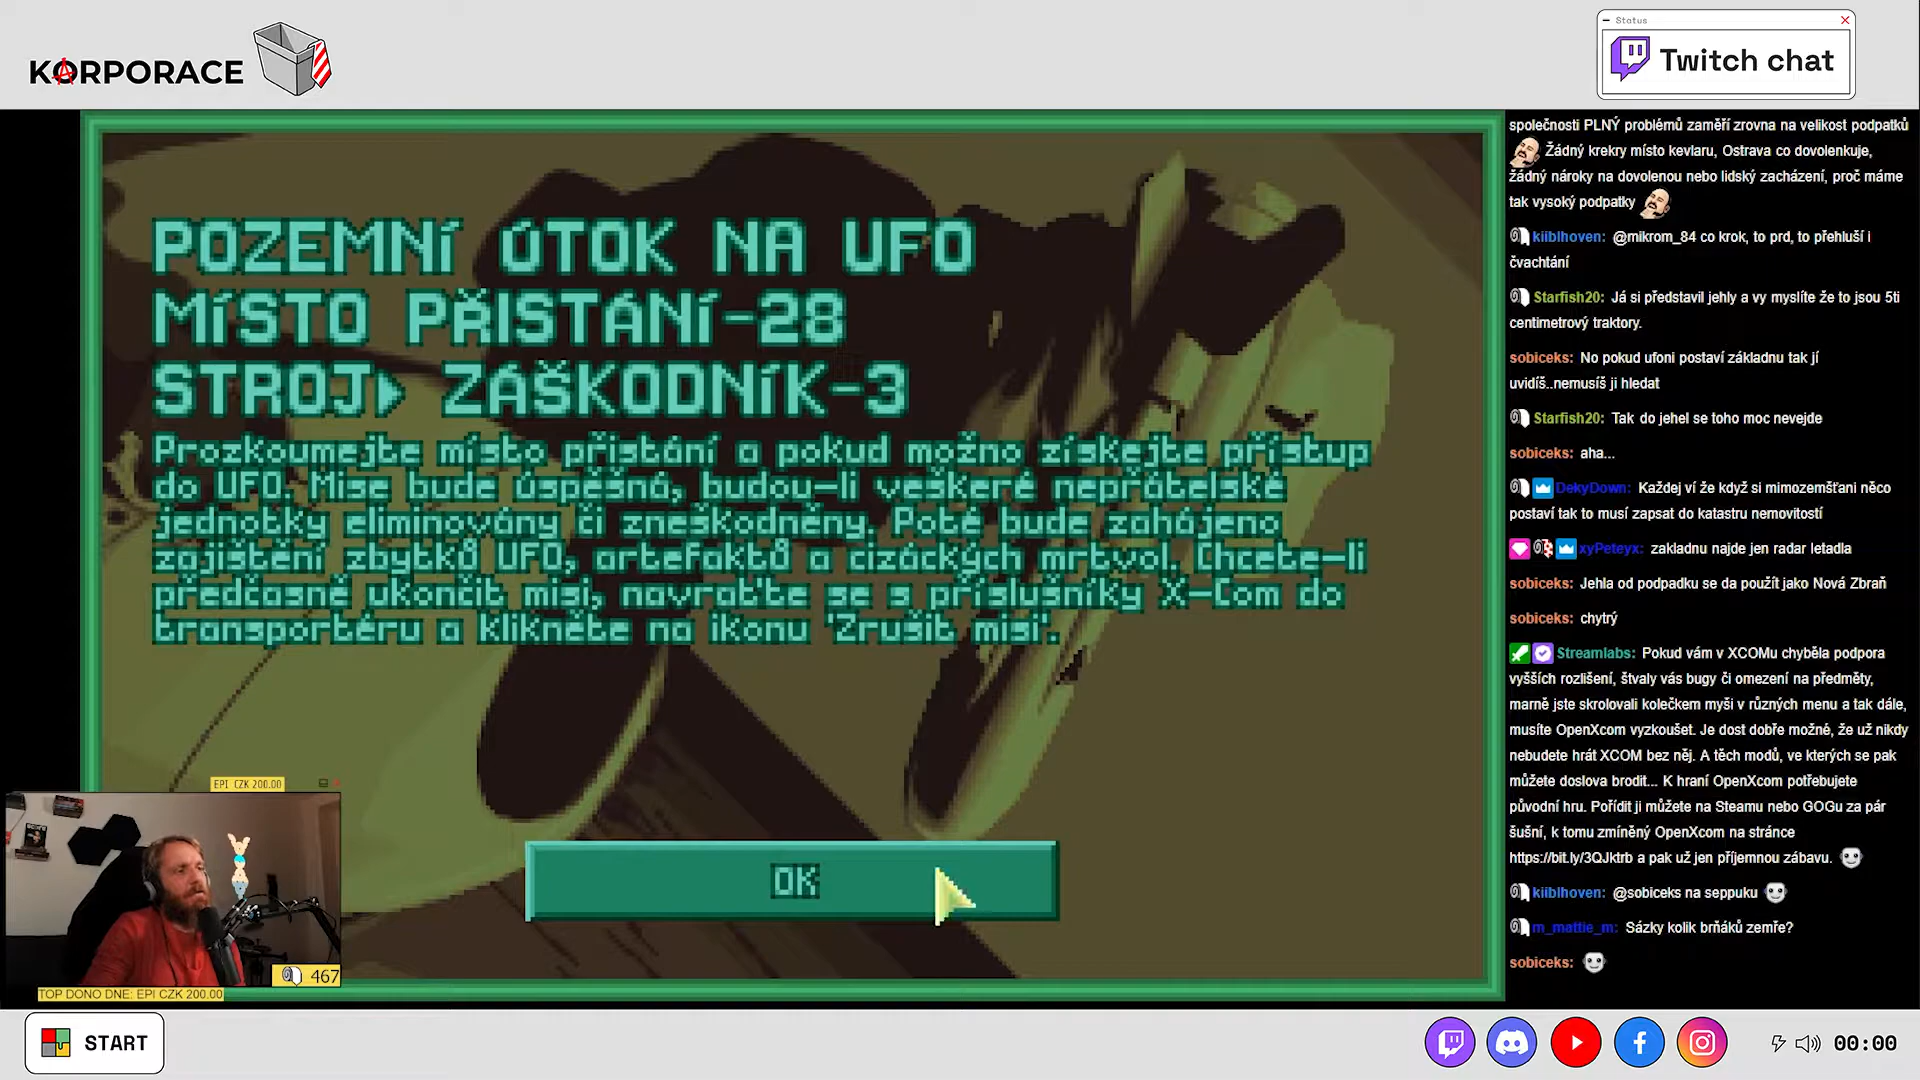 KORPORACE
Status
Twitch chat
POZEMNÍ ÚTOK NA UFO
MÍSTO PŘISTÁNÍ-28
STROJ▶ ZÁŠKODNÍK-3
Prozkoumejte místo přistání a pokud možno získejte přístup
do UFO. Mise bude úspěšná, budou-li veškeré nepřátelské
jednotky eliminovány či zneškodněny. Poté bude zahájeno
zajištění zbytků UFO, artefaktů a cizáckých mrtvol. Chcete-li
předčasně ukončit misi, navraťte se s příslušníky X-Com do
transportéru a klikněte na ikonu 'Zrušit misi'.
OK
EPI CZK 200.00
467
TOP DONO DNE: EPI CZK 200.00
společnosti PLNÝ problémů zaměří zrovna na velikost podpatků
Žádný krekry místo kevlaru, Ostrava co dovolenkuje,
žádný nároky na dovolenou nebo lidský zacházení, proč máme
tak vysoký podpatky
kiiblhoven: @mikrom_84 co krok, to prd, to přehluší i
čvachtání
Starfish20: Já si představil jehly a vy myslíte že to jsou 5ti
centimetrový traktory.
sobiceks: No pokud ufoni postaví základnu tak jí
uvidíš..nemusíš ji hledat
Starfish20: Tak do jehel se toho moc nevejde
sobiceks: aha...
DekyDown: Každej ví že když si mimozemšťani něco
postaví tak to musí zapsat do katastru nemovitostí
xyPeteyx: zakladnu najde jen radar letadla
sobiceks: Jehla od podpadku se da použít jako Nová Zbraň
sobiceks: chytrý
Streamlabs: Pokud vám v XCOMu chyběla podpora
vyšších rozlišení, štvaly vás bugy či omezení na předměty,
marně jste skrolovali kolečkem myši v různých menu a tak dále,
musíte OpenXcom vyzkoušet. Je dost dobře možné, že už nikdy
nebudete hrát XCOM bez něj. A těch modů, ve kterých se pak
můžete doslova brodit... K hraní OpenXcom potřebujete
původní hru. Pořídit ji můžete na Steamu nebo GOGu za pár
šušní, k tomu zmíněný OpenXcom na stránce
https://bit.ly/3QJktrb a pak už jen příjemnou zábavu.
kiiblhoven: @sobiceks na seppuku
m_mattie_m: Sázky kolik brňáků zemře?
sobiceks:
START
00:00